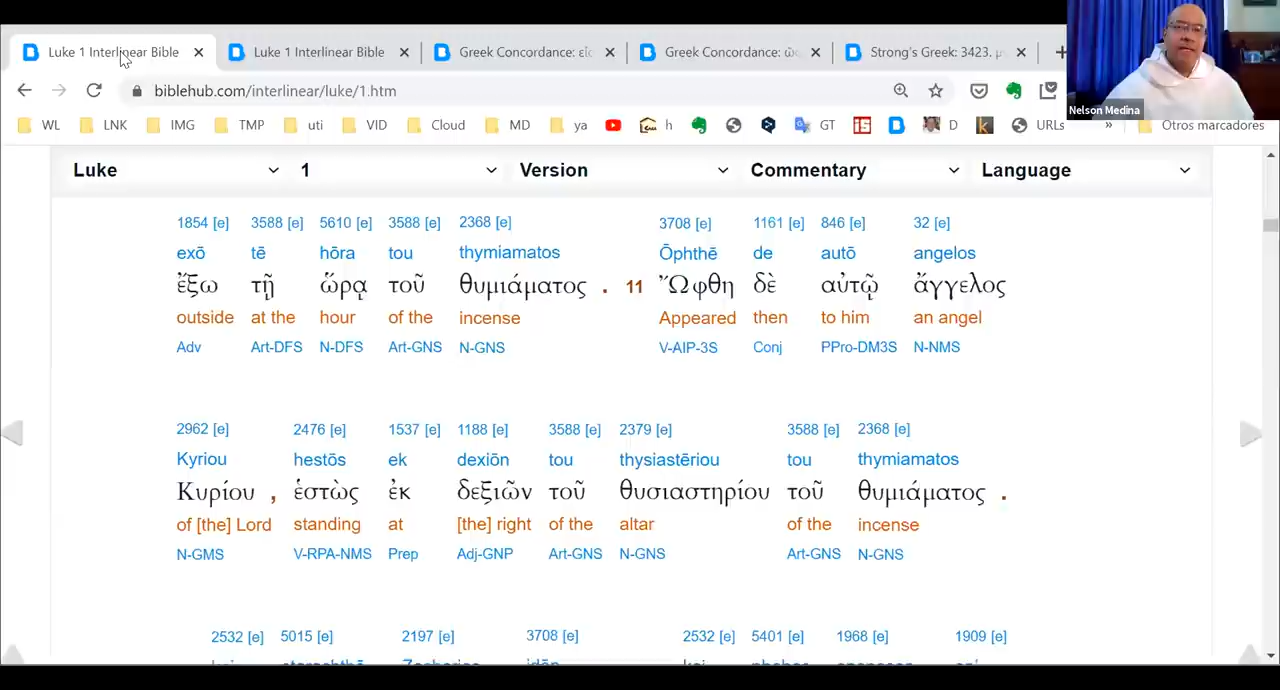 Luke 1 Interlinear Bible Luke 1 Interlinear Bible Greek Concordance: εἰς Greek Concordance: Strong's Greek: 3423.
biblehub.com/interlinear/luke/1.htm
Nelson Medina
WL LNK IMG TMP uti VID Cloud MD ya h GT D URLs » Otros marcadores
Luke 1 Version Commentary Language
1854 [e] 3588 [e] 5610 [e] 3588 [e] 2368 [e] 3708 [e] 1161 [e] 846 [e] 32 [e]
exō tē hōra tou thymiamatos Ōphthē de autō angelos
ἔξω τῇ ὥρᾳ τοῦ θυμιάματος . 11 Ὤφθη δὲ αὐτῷ ἄγγελος
outside at the hour of the incense Appeared then to him an angel
Adv Art-DFS N-DFS Art-GNS N-GNS V-AIP-3S Conj PPro-DM3S N-NMS
2962 [e] 2476 [e] 1537 [e] 1188 [e] 3588 [e] 2379 [e] 3588 [e] 2368 [e]
Kyriou hestōs ek dexiōn tou thysiastēriou tou thymiamatos
Κυρίου , ἑστὼς ἐκ δεξιῶν τοῦ θυσιαστηρίου τοῦ θυμιάματος .
of [the] Lord standing at [the] right of the altar of the incense
N-GMS V-RPA-NMS Prep Adj-GNP Art-GNS N-GNS Art-GNS N-GNS
2532 [e] 5015 [e] 2197 [e] 3708 [e] 2532 [e] 5401 [e] 1968 [e] 1909 [e]